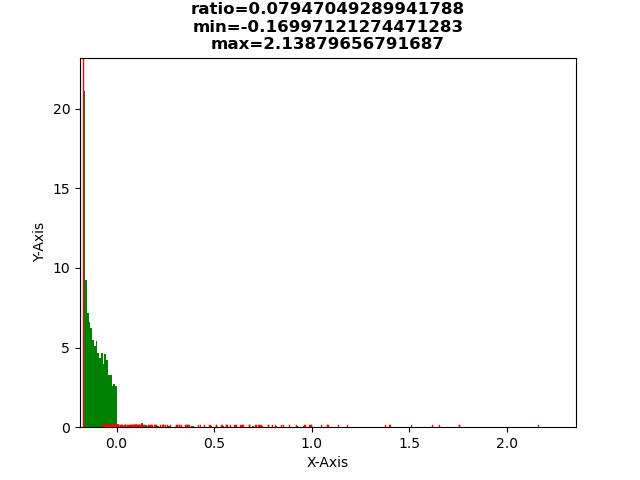 ratio=0.07947049289941788
min=-0.16997121274471283
max=2.13879656791687
20
15
10
5
0
Y-Axis
0.0 0.5 1.0 1.5 2.0
X-Axis